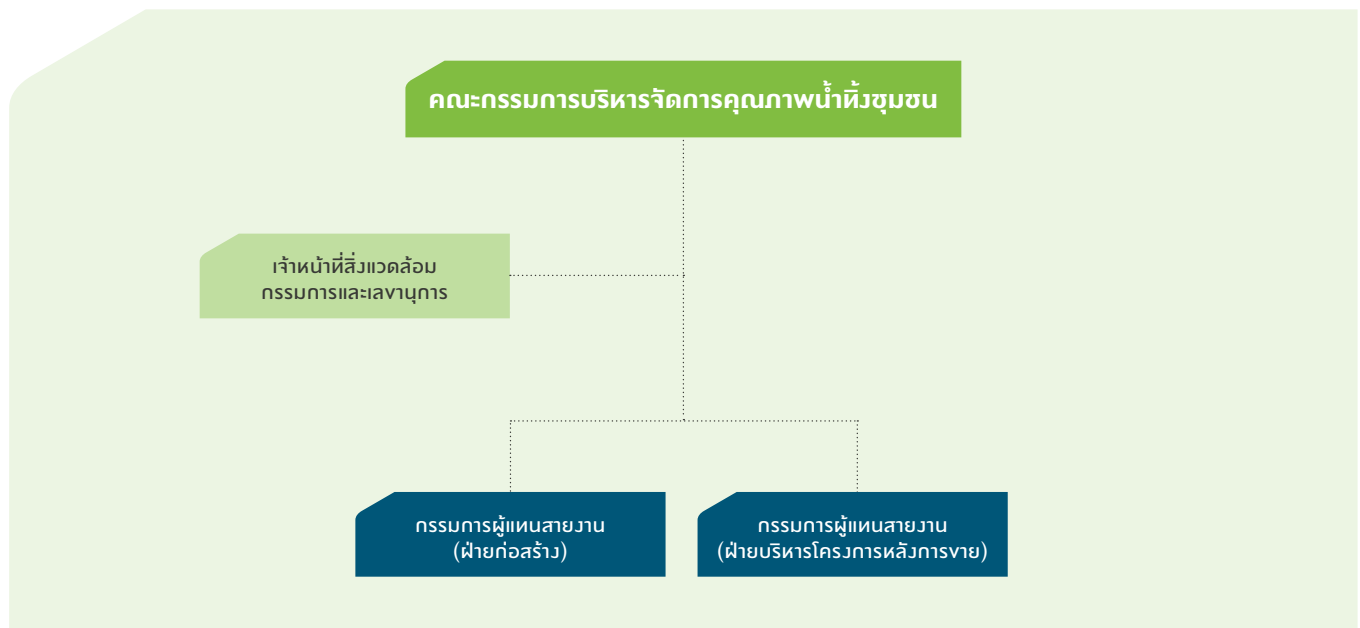 คณะกรรมการบริหารจัดการคุณภาพน้ำทิ้งชุมชน
เจ้าหน้าที่สิ่งแวดล้อม
กรรมการและเลขานุการ
กรรมการผู้แทนสายงาน
(ฝ่ายก่อสร้าง)
กรรมการผู้แทนสายงาน
(ฝ่ายบริหารโครงการหลังการขาย)